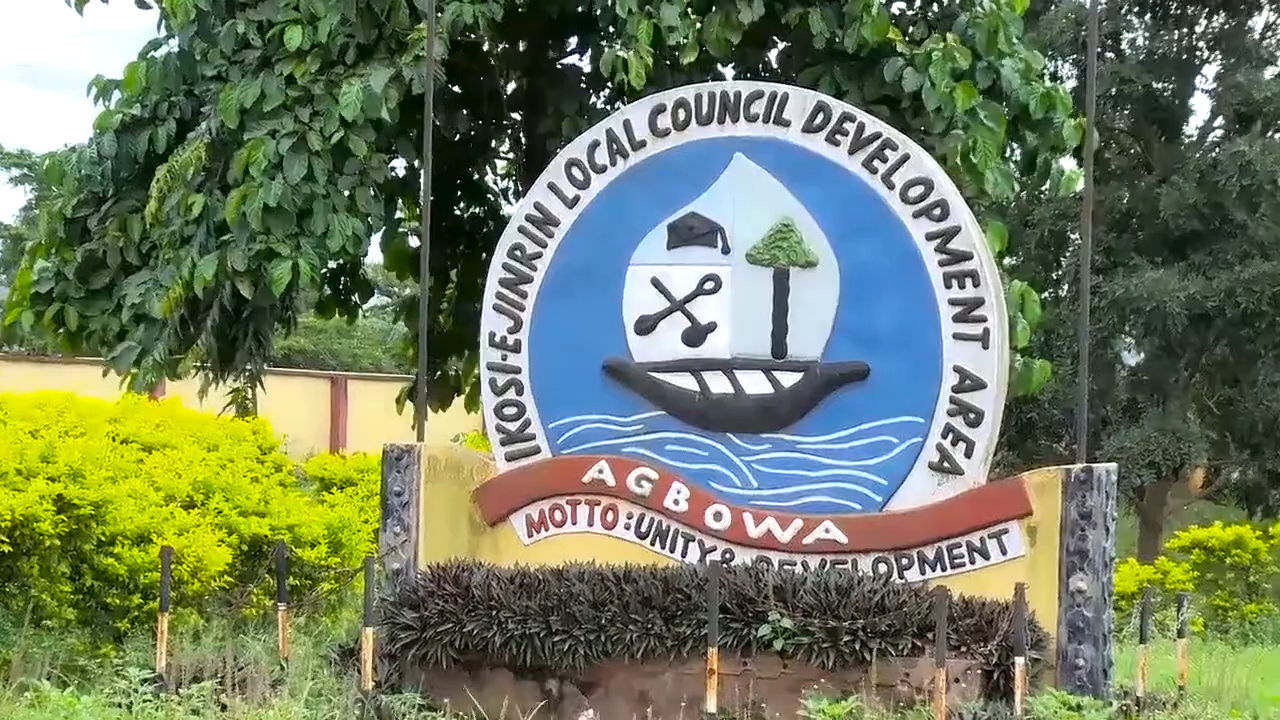 IKOSI-EJINRIN LOCAL COUNCIL DEVELOPMENT AREA
AGBOWA
MOTTO:UNITY & DEVELOPMENT